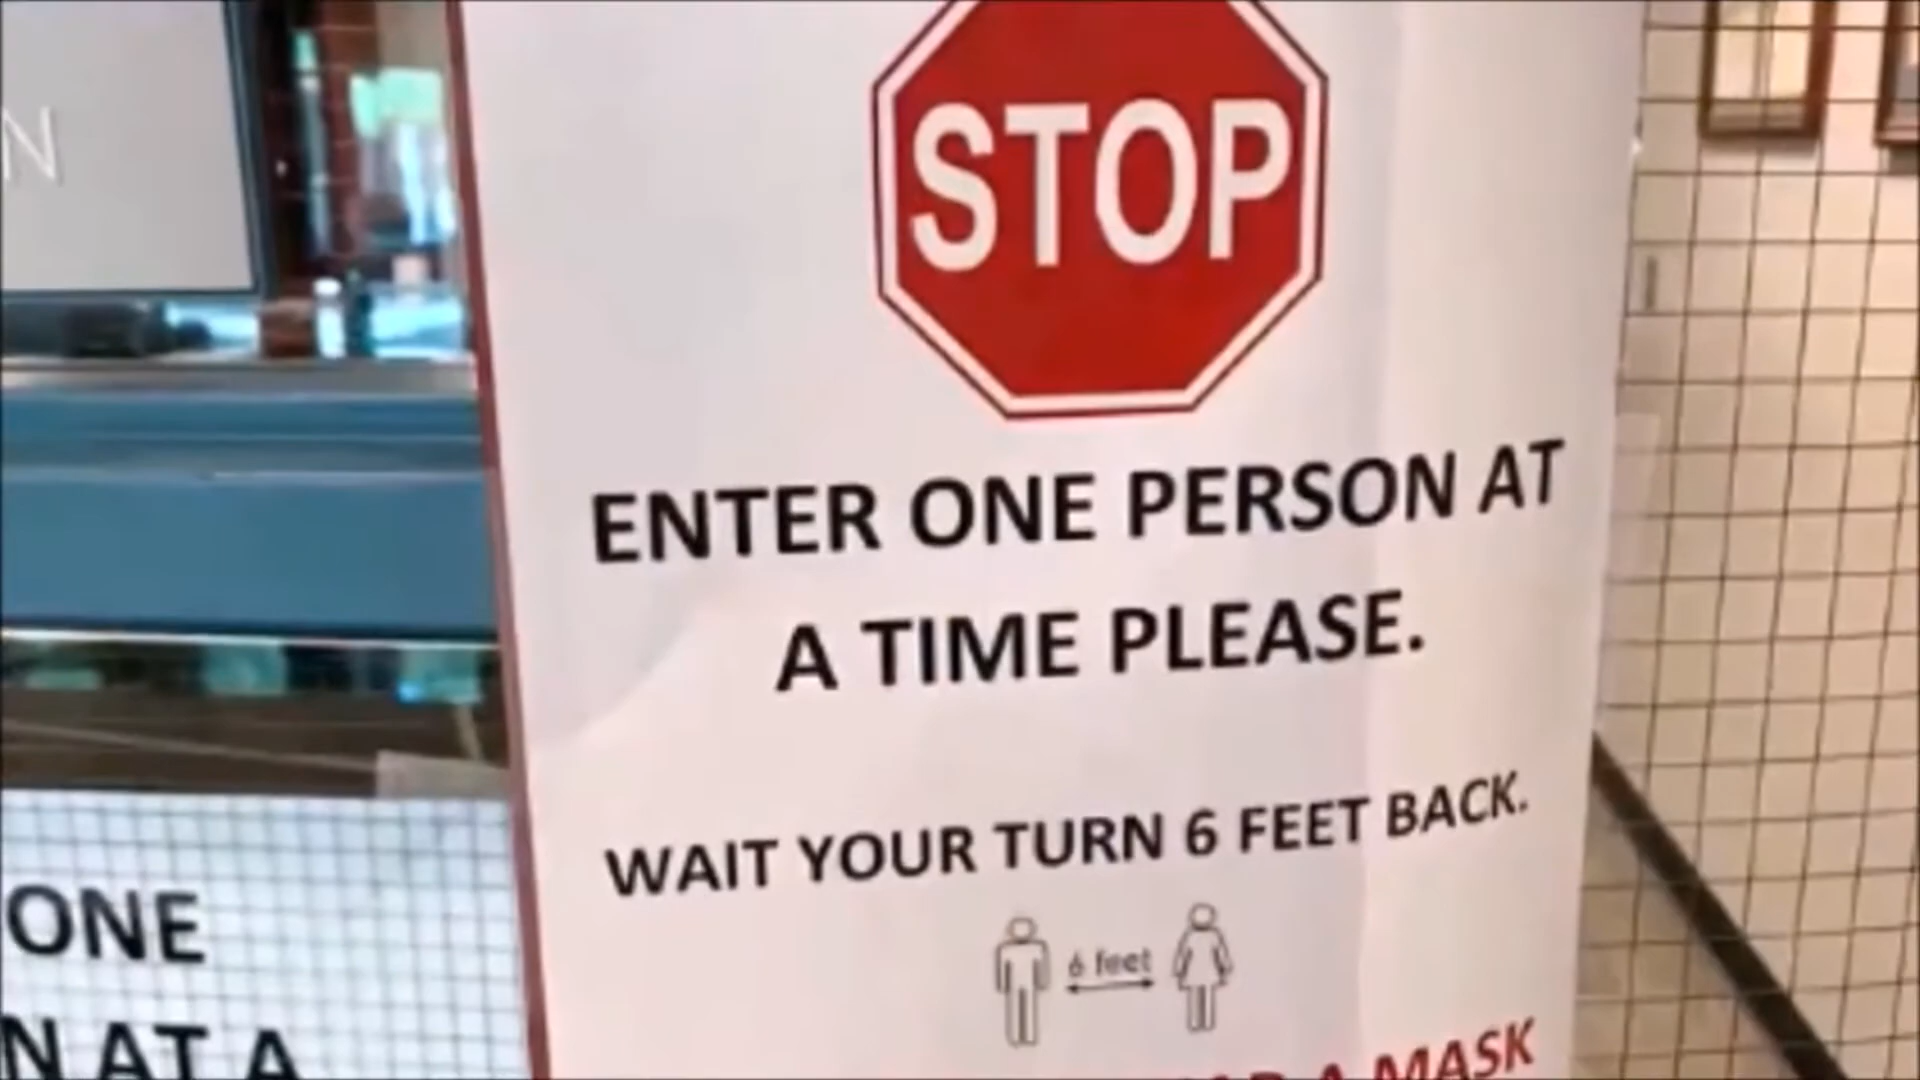 STOP
ENTER ONE PERSON AT
A TIME PLEASE.
WAIT YOUR TURN 6 FEET BACK.
6 feet
A MASK
N
ONE
N AT A